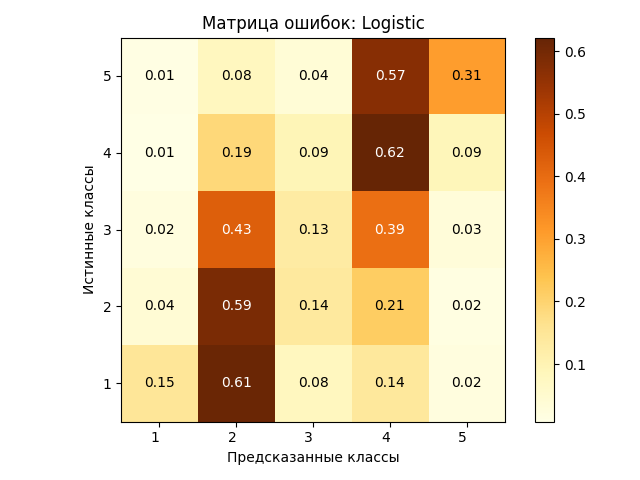 Матрица ошибок: Logistic
Истинные классы
5 0.01 0.08 0.04 0.57 0.31
4 0.01 0.19 0.09 0.62 0.09
3 0.02 0.43 0.13 0.39 0.03
2 0.04 0.59 0.14 0.21 0.02
1 0.15 0.61 0.08 0.14 0.02
1 2 3 4 5
Предсказанные классы
0.6
0.5
0.4
0.3
0.2
0.1